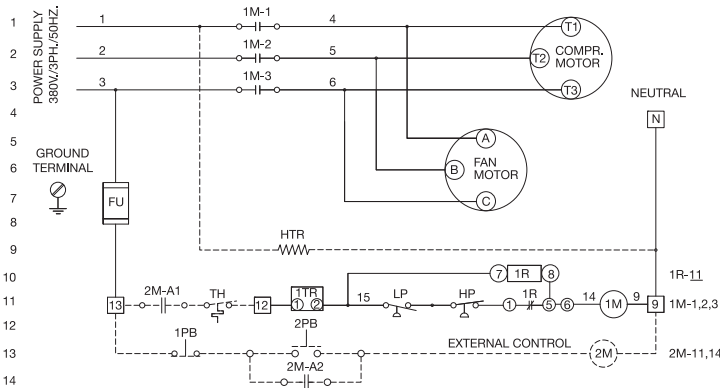 POWER SUPPLY
380V./3PH./50HZ.
1
1
1M-1
4
T1
2
2
1M-2
5
T2
COMPR.
MOTOR
3
3
1M-3
6
T3
NEUTRAL
4
N
5
A
GROUND
TERMINAL
6
B
FAN
MOTOR
7
FU
C
8
9
HTR
10
7
1R
8
1R-11
11
13
2M-A1
TH
12
1TR
1
2
15
LP
HP
1
1R
5
6
14
1M
9
9
1M-1,2,3
12
1PB
2PB
13
EXTERNAL CONTROL
2M
2M-11,14
2M-A2
14